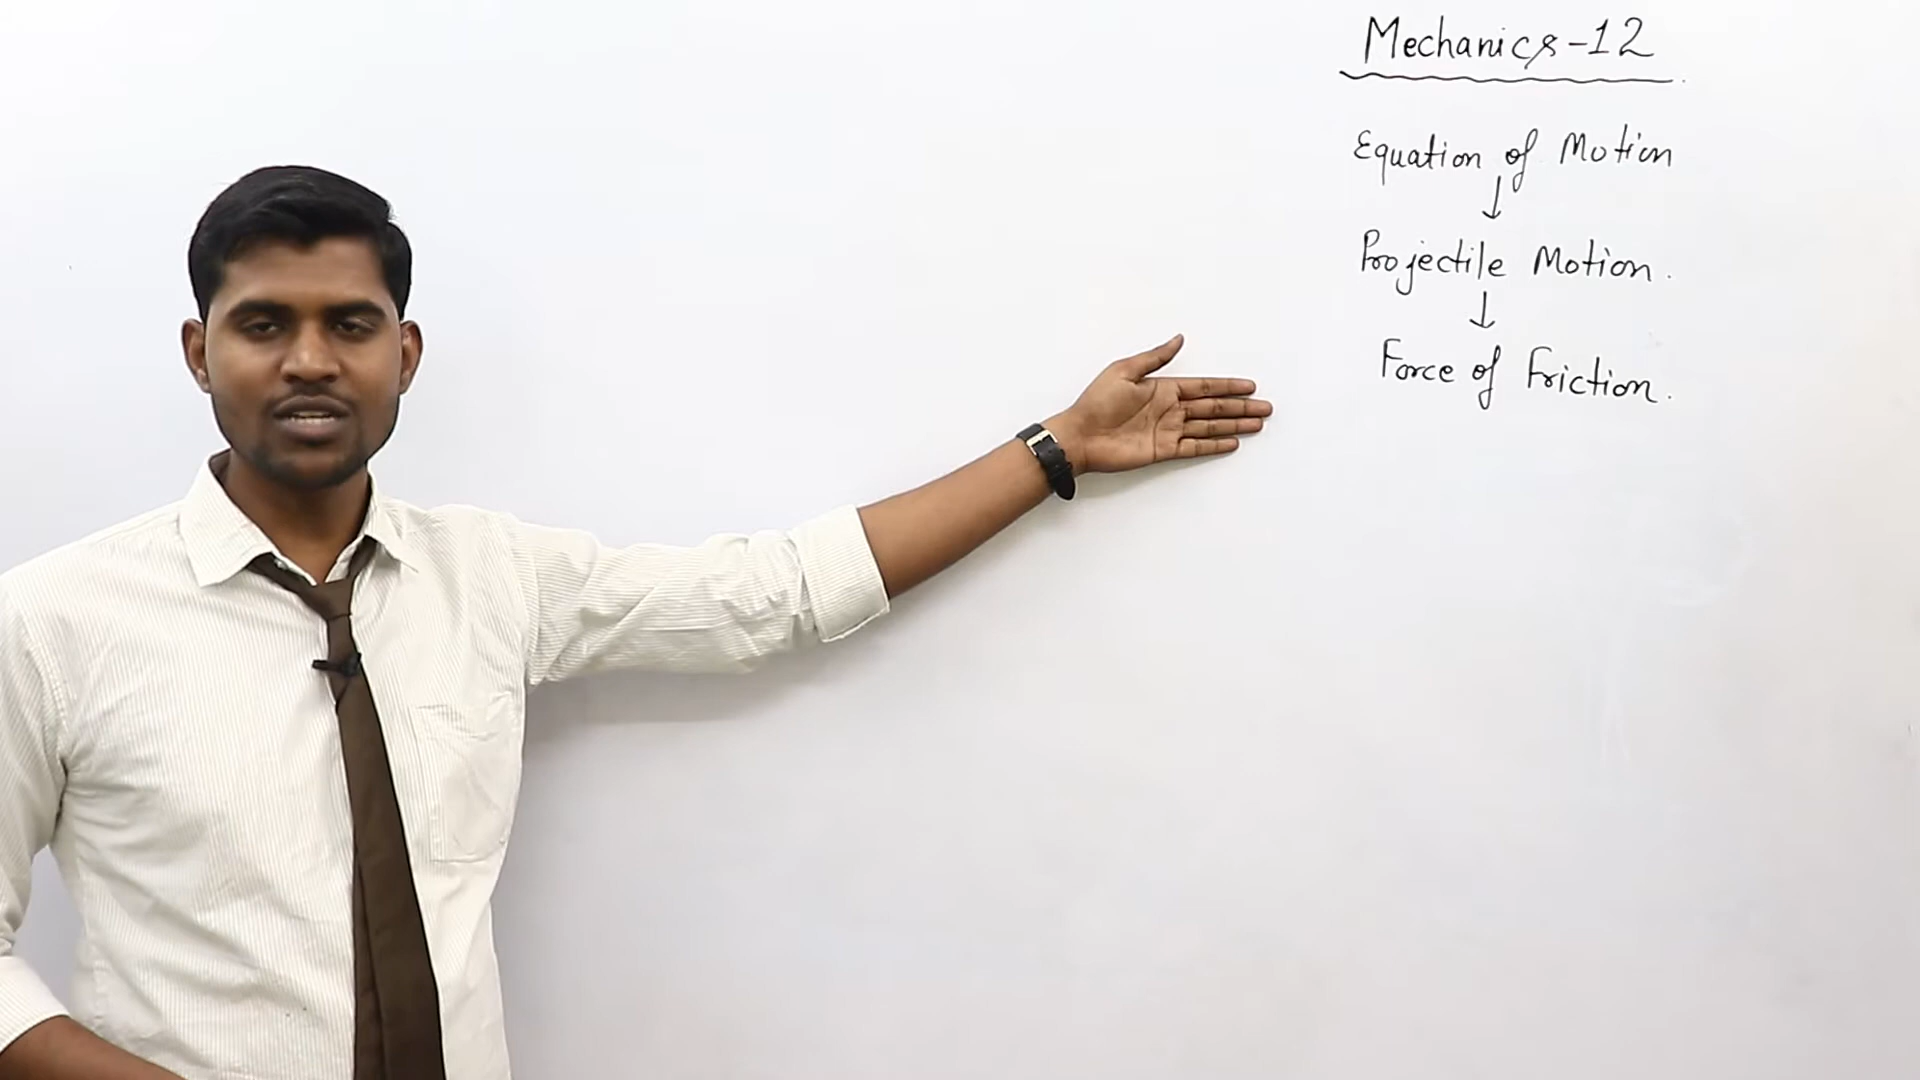 Mechanics-12
Equation of Motion
↓
Projectile Motion.
↓
Force of Friction.